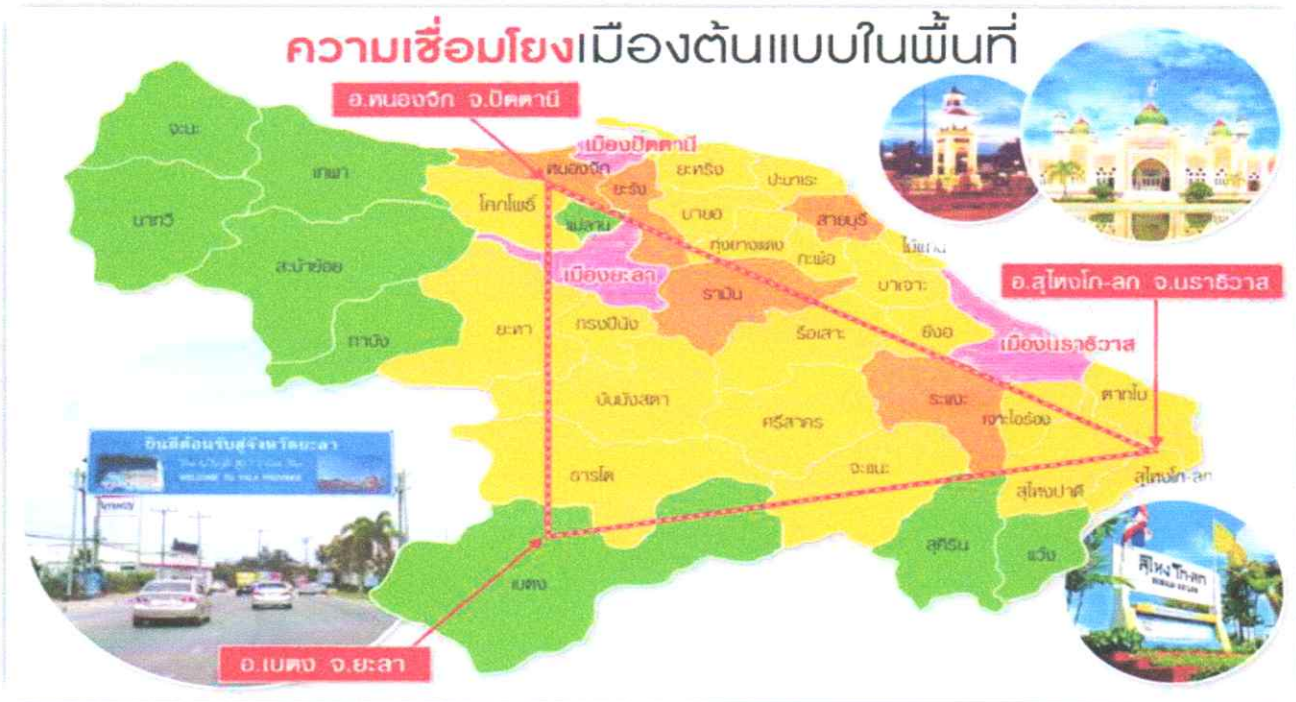 ความเชื่อมโยงเมืองต้นแบบในพื้นที่
อ.หนองจิก จ.ปัตตานี
จะนะ
เทพา
นาทวี
สะบ้าย้อย
กาบัง
เมืองปัตตานี
หนองจิก
ยะหริ่ง
ปะนาเระ
ยะรัง
โคกโพธิ์
มายอ
สายบุรี
แม่ลาน
ทุ่งยางแดง
ไม้แก่น
กะพ้อ
เมืองยะลา
บาเจาะ
อ.สุไหงโก-ลก จ.นราธิวาส
รามัน
ยะหา
กรงปินัง
รือเสาะ
ยี่งอ
เมืองนราธิวาส
บันนังสตา
ระแงะ
ตากใบ
ศรีสาคร
เจาะไอร้อง
ยินดีต้อนรับสู่จังหวัดยะลา
WELCOME TO YALA PROVINCE
ธารโต
จะแนะ
สุไหงปาดี
สุไหงโก-ลก
สุคิริน
แว้ง
เบตง
สุไหงโก-ลก
อ.เบตง จ.ยะลา